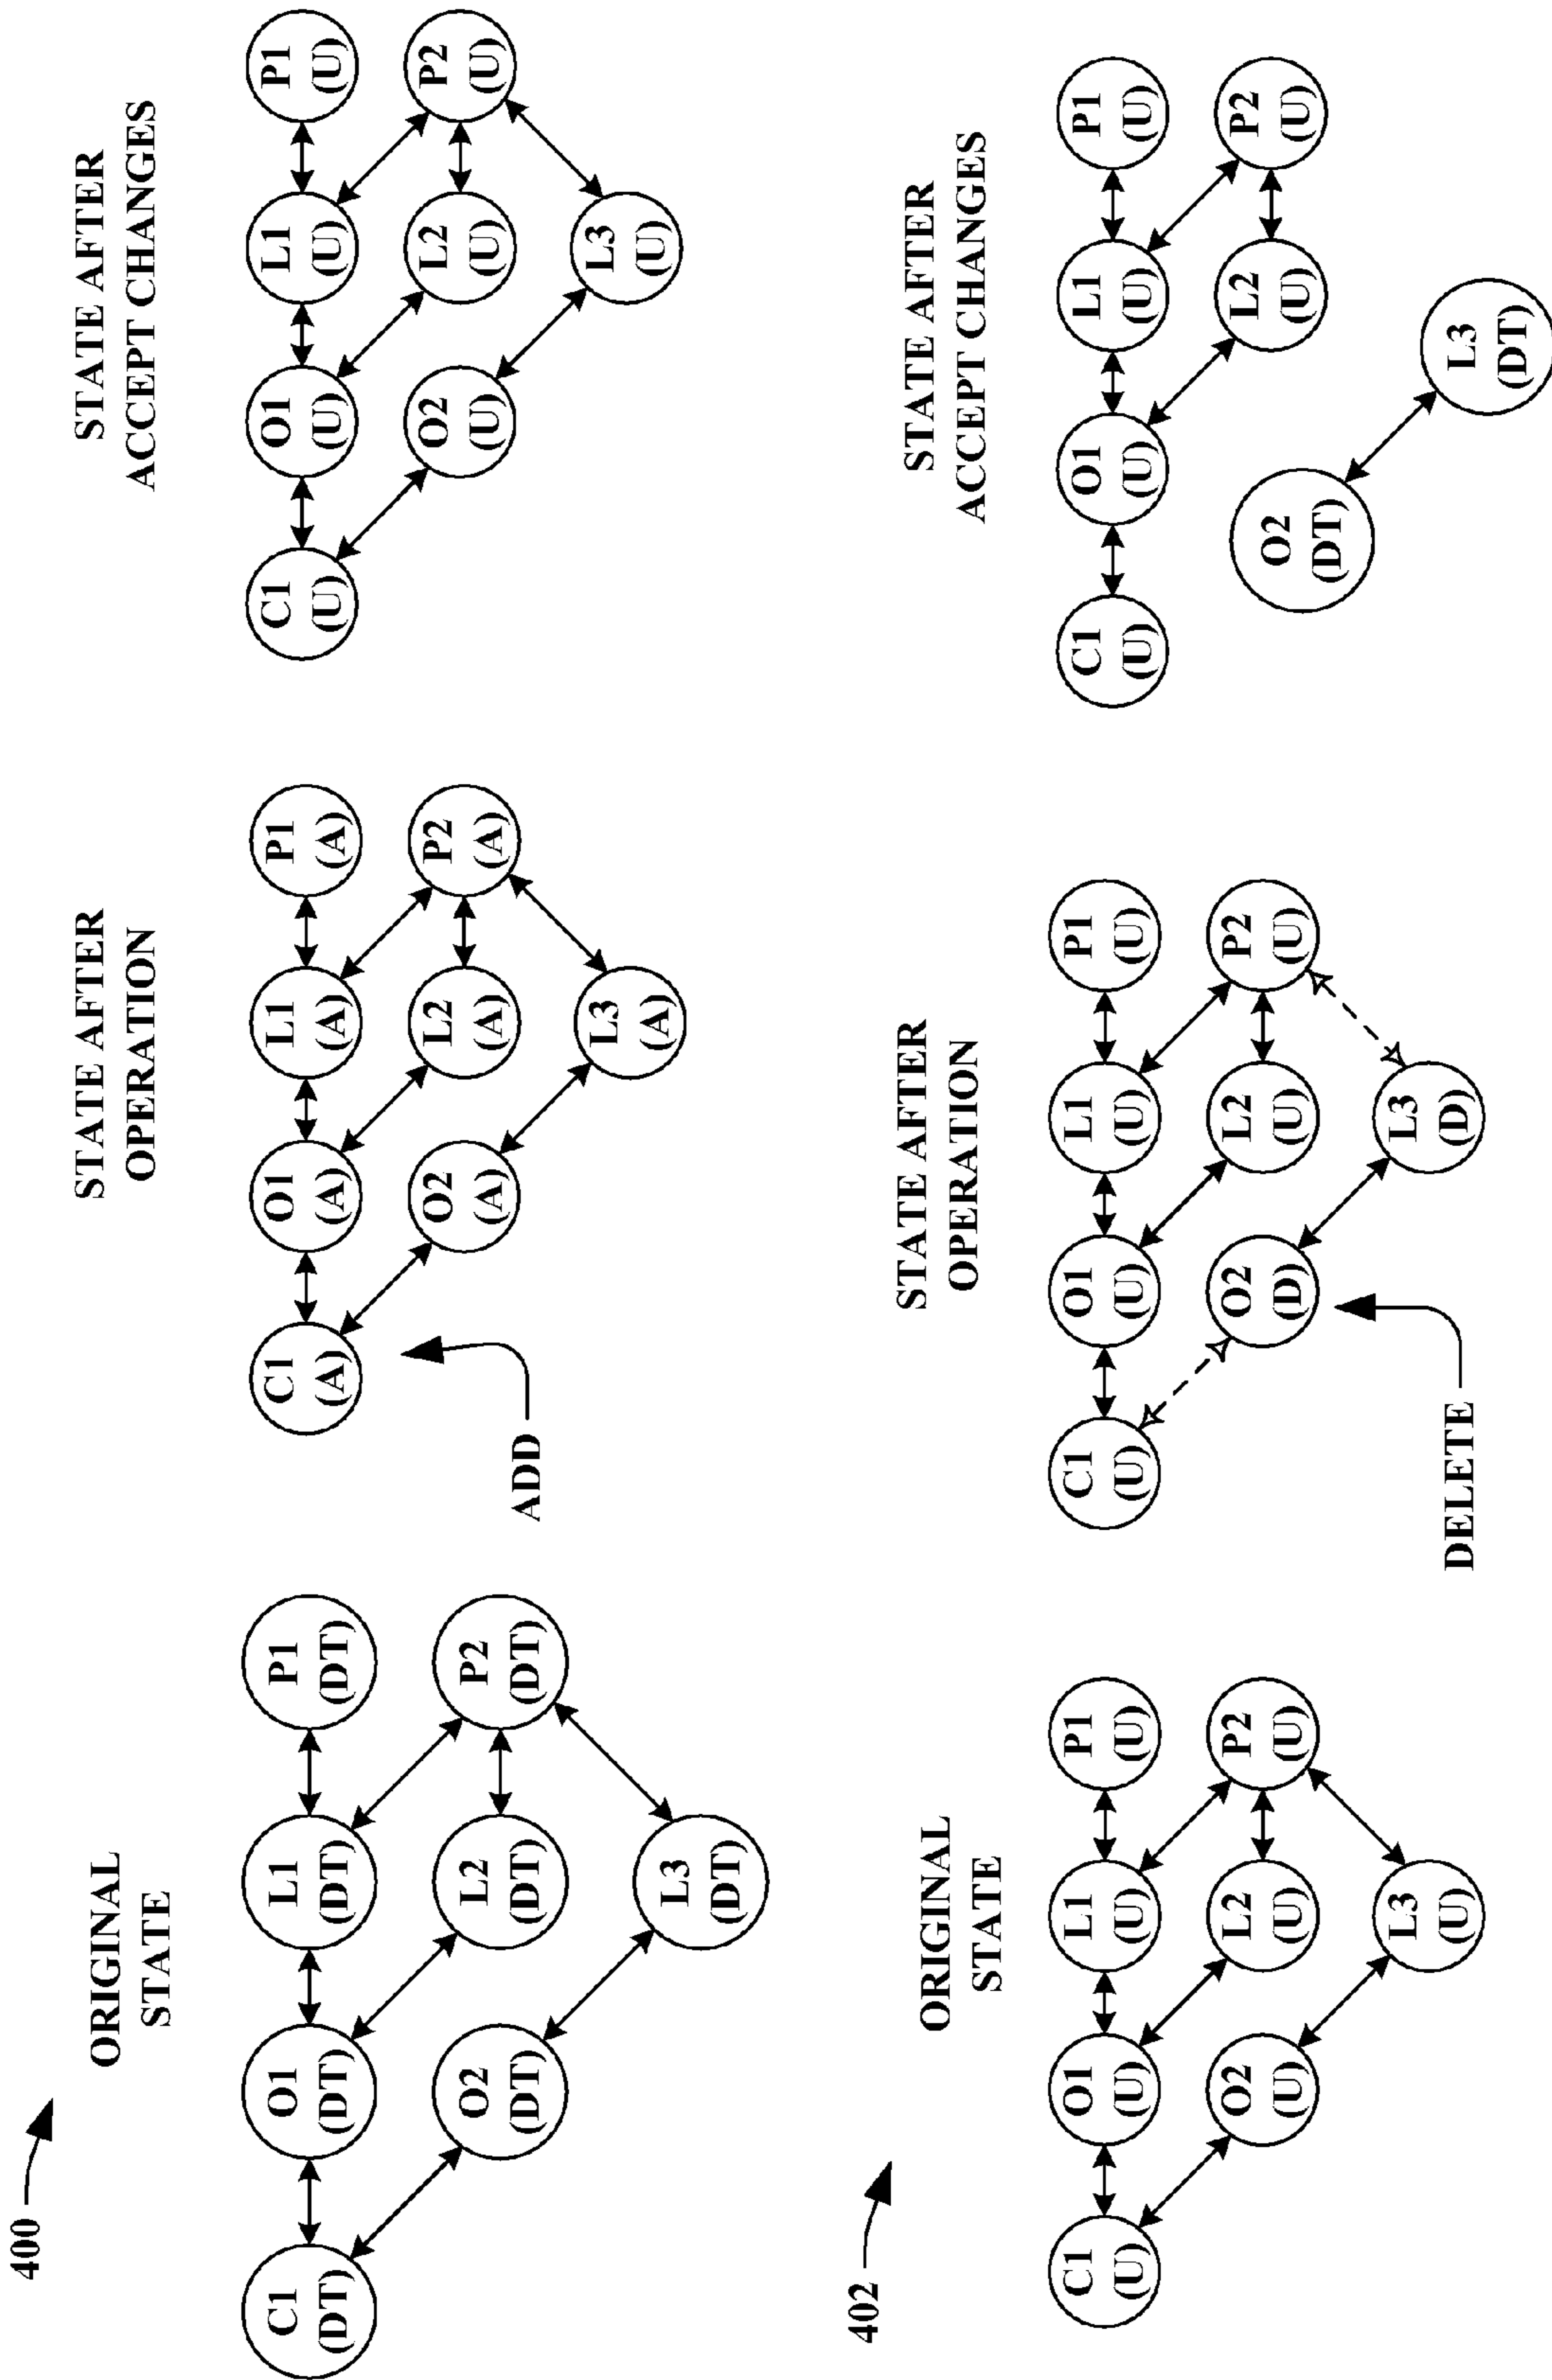 400
ORIGINAL
STATE
C1
(DT)
O1
(DT)
L1
(DT)
P1
(DT)
O2
(DT)
L2
(DT)
P2
(DT)
L3
(DT)
STATE AFTER
OPERATION
C1
(A)
O1
(A)
L1
(A)
P1
(A)
O2
(A)
L2
(A)
P2
(A)
L3
(A)
ADD
STATE AFTER
ACCEPT CHANGES
C1
(U)
O1
(U)
L1
(U)
P1
(U)
O2
(U)
L2
(U)
P2
(U)
L3
(U)
402
ORIGINAL
STATE
C1
(U)
O1
(U)
L1
(U)
P1
(U)
O2
(U)
L2
(U)
P2
(U)
L3
(U)
STATE AFTER
OPERATION
C1
(U)
O1
(U)
L1
(U)
P1
(U)
O2
(D)
L2
(U)
P2
(U)
L3
(D)
DELETE
STATE AFTER
ACCEPT CHANGES
C1
(U)
O1
(U)
L1
(U)
P1
(U)
L2
(U)
P2
(U)
O2
(DT)
L3
(DT)